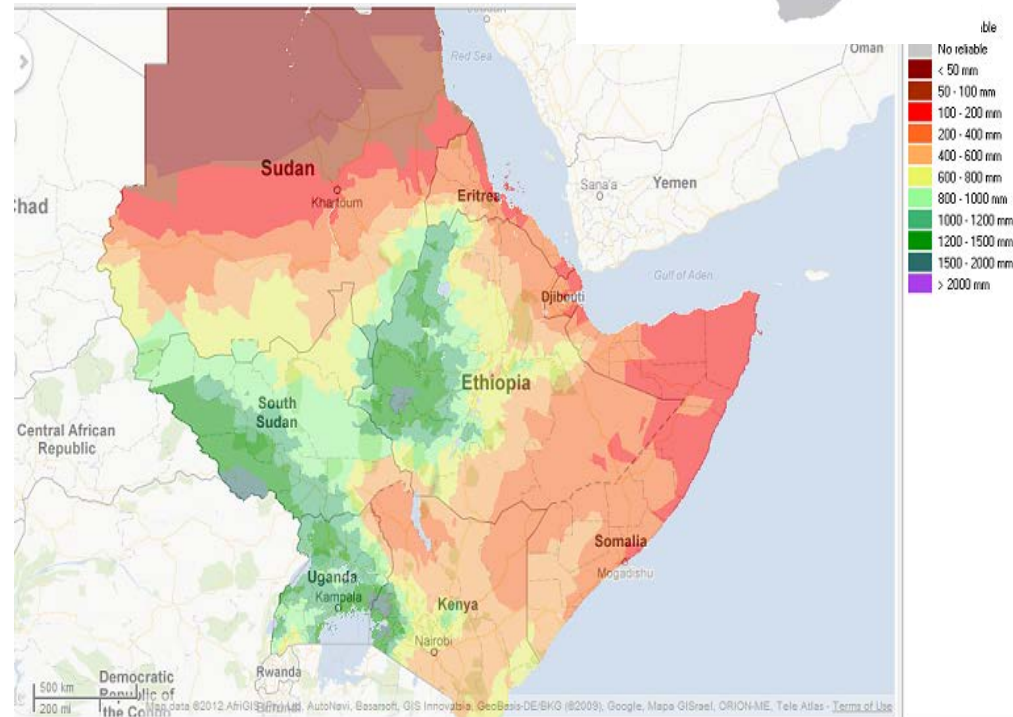 Red Sea
Oman
Sudan
Khartoum
Chad
Eritrea
Sana'a
Yemen
Gulf of Aden
Djibouti
Ethiopia
South
Sudan
Central African
Republic
Somalia
Mogadishu
Uganda
Kampala
Kenya
Nairobi
Rwanda
Democratic
Republic of
the Congo
500 km
200 mi
Map data ©2012 AfriGIS (Pty) Ltd, AutoNavi, Basarsoft, GIS Innovatsia, GeoBasis-DE/BKG (©2009), Google, Mapa GISrael, ORION-ME, Tele Atlas - Terms of Use
No reliable
< 50 mm
50 - 100 mm
100 - 200 mm
200 - 400 mm
400 - 600 mm
600 - 800 mm
800 - 1000 mm
1000 - 1200 mm
1200 - 1500 mm
1500 - 2000 mm
> 2000 mm